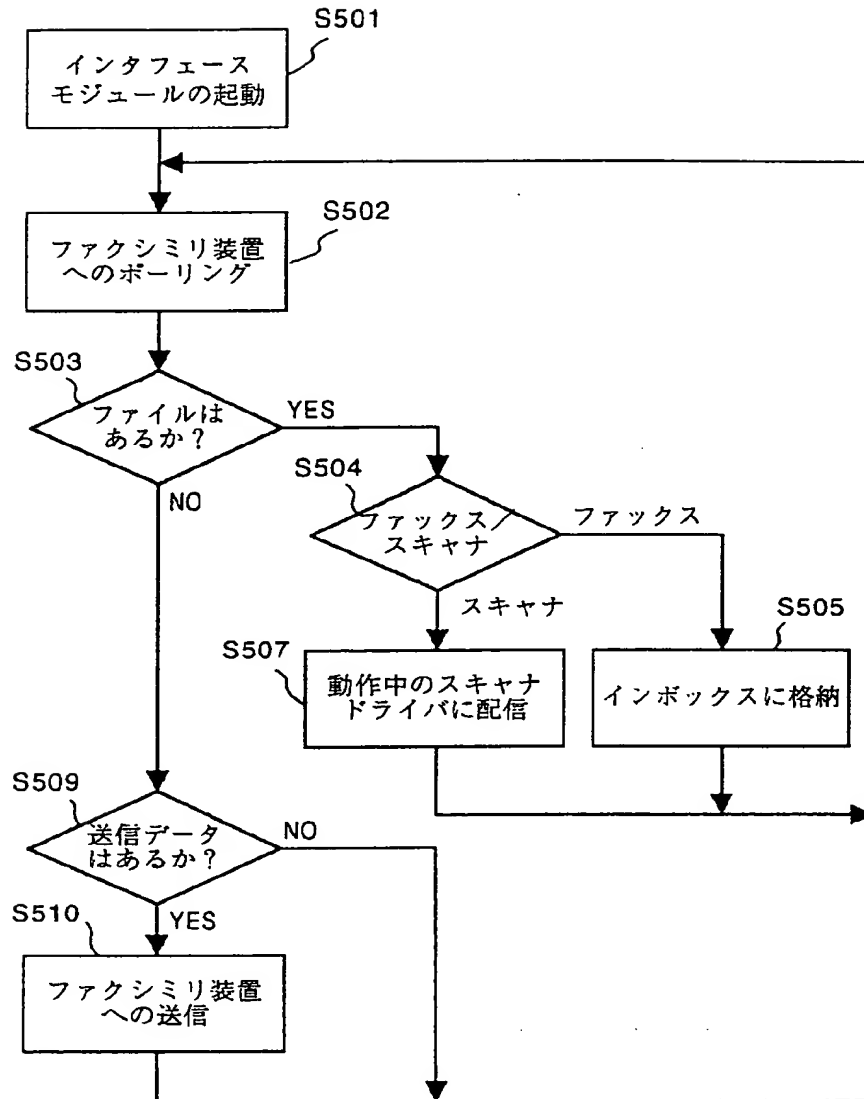 S501
インタフェース
モジュールの起動
S502
ファクシミリ装置
へのポーリング
S503
ファイルは
あるか？
YES
NO
S504
ファックス／
スキャナ
ファックス
スキャナ
S507
動作中のスキャナ
ドライバに配信
S505
インボックスに格納
S509
送信データ
はあるか？
NO
YES
S510
ファクシミリ装置
への送信